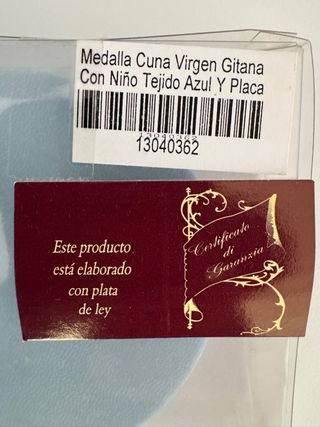 Medalla Cuna Virgen Gitana
Con Niño Tejido Azul Y Placa
13040362
13040362
Este producto
está elaborado
con plata
de ley
Certificato
di
Garanzia